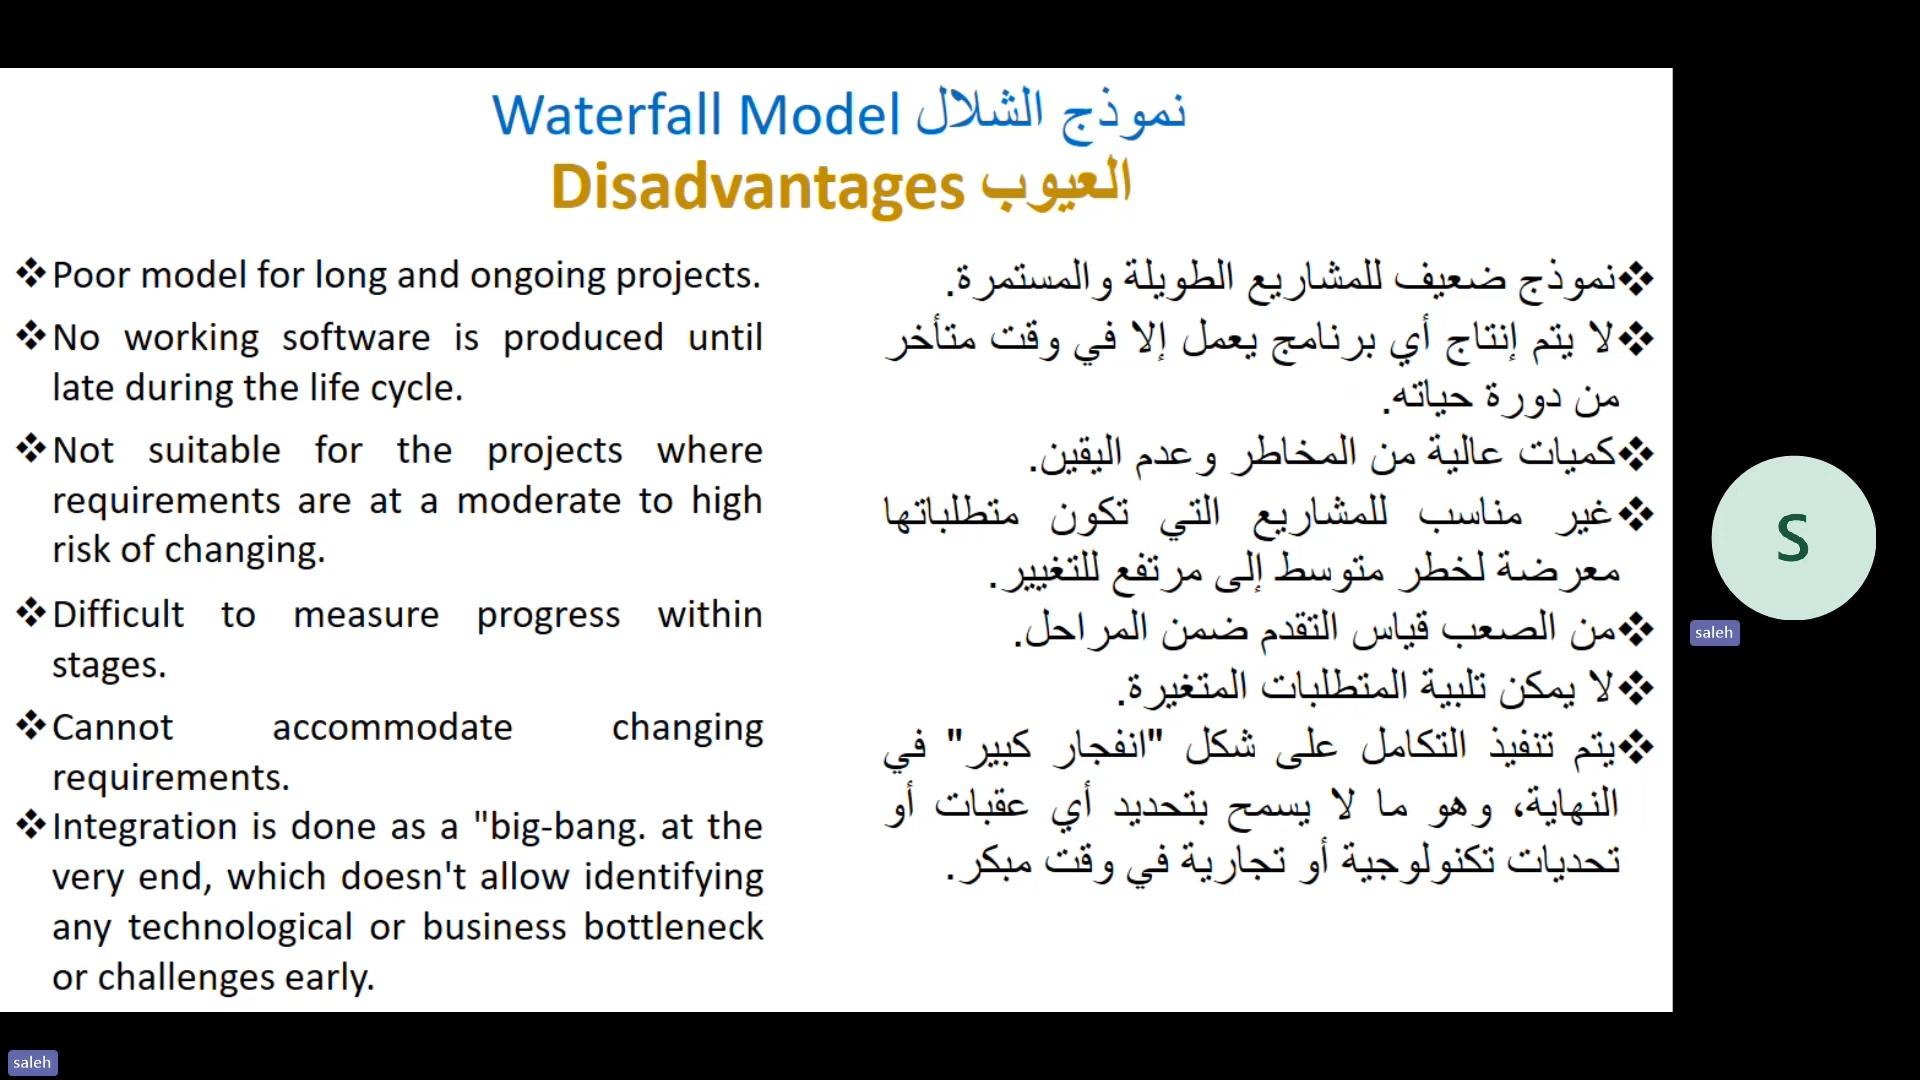 Waterfall Model نموذج الشلال
Disadvantages العيوب
❖Poor model for long and ongoing projects.
❖No working software is produced until
late during the life cycle.
❖Not suitable for the projects where
requirements are at a moderate to high
risk of changing.
❖Difficult to measure progress within
stages.
❖Cannot accommodate changing
requirements.
❖Integration is done as a "big-bang. at the
very end, which doesn't allow identifying
any technological or business bottleneck
or challenges early.
❖نموذج ضعيف للمشاريع الطويلة والمستمرة.
❖لا يتم إنتاج أي برنامج يعمل إلا في وقت متأخر
من دورة حياته.
❖كميات عالية من المخاطر وعدم اليقين.
❖غير مناسب للمشاريع التي تكون متطلباتها
معرضة لخطر متوسط إلى مرتفع للتغيير.
❖من الصعب قياس التقدم ضمن المراحل.
❖لا يمكن تلبية المتطلبات المتغيرة.
❖يتم تنفيذ التكامل على شكل "انفجار كبير" في
النهاية، وهو ما لا يسمح بتحديد أي عقبات أو
تحديات تكنولوجية أو تجارية في وقت مبكر.
S
saleh
saleh